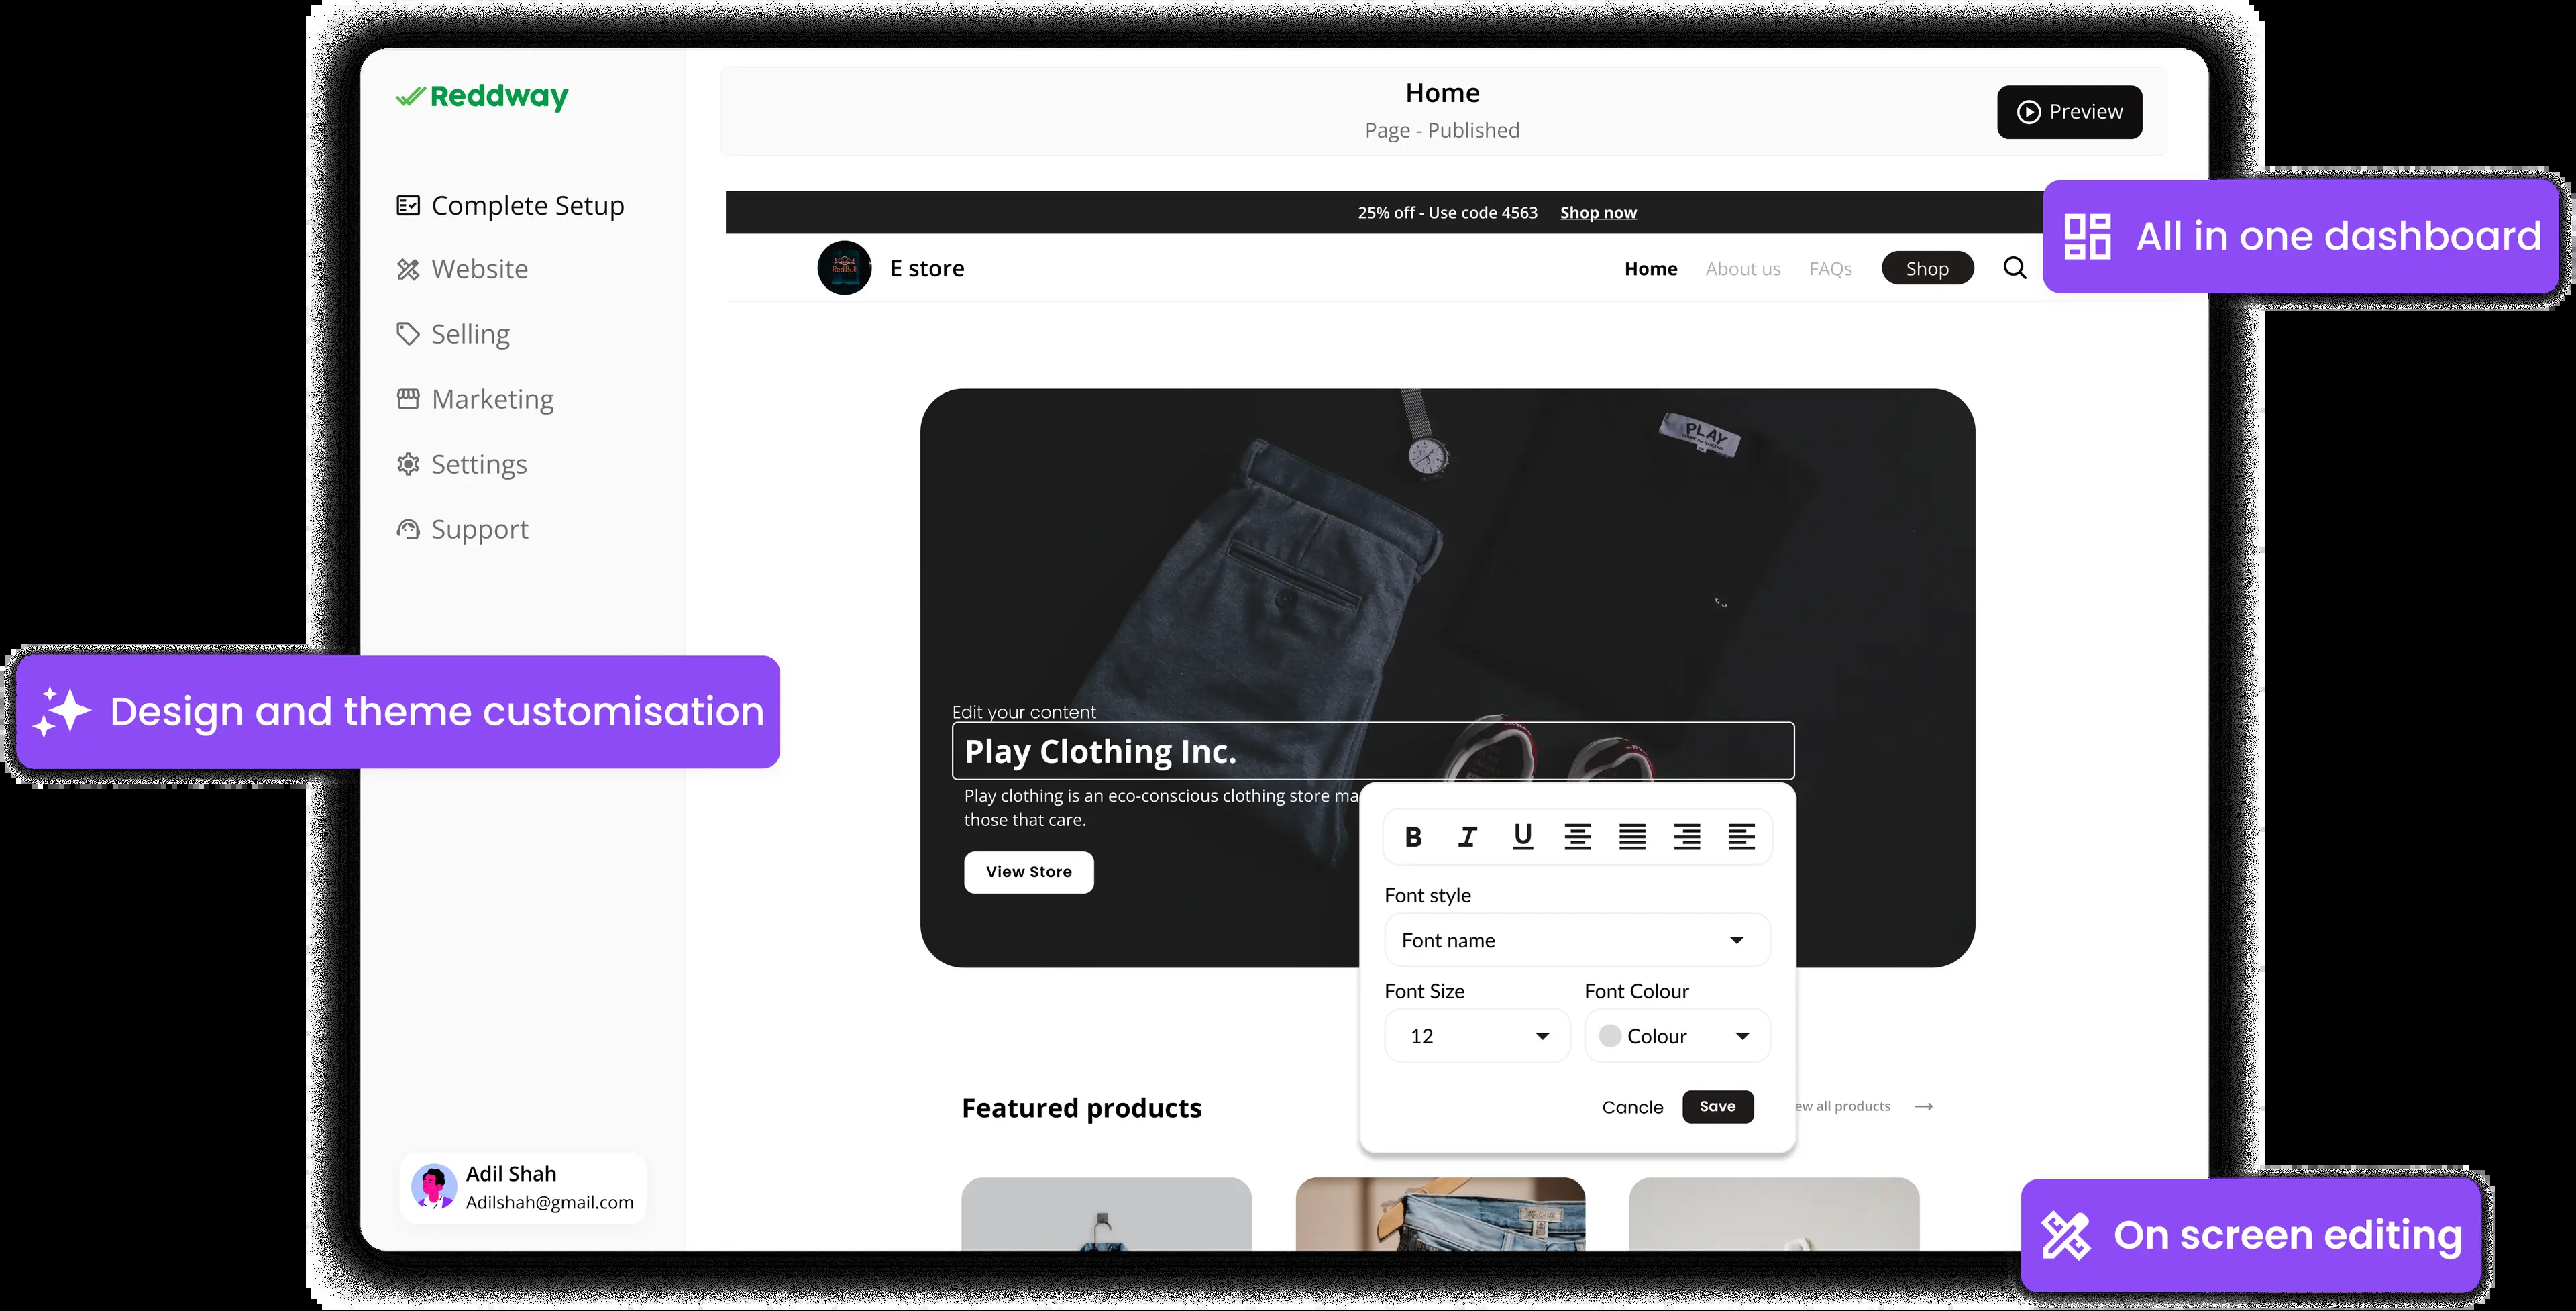 Reddway
Home
Page - Published
Preview
Complete Setup
Website
Selling
Marketing
Settings
Support
25% off - Use code 4563 Shop now
All in one dashboard
Red Bull
E store
Home About us FAQs Shop
PLAY
Design and theme customisation
Edit your content
Play Clothing Inc.
Play clothing is an eco-conscious clothing store ma
those that care.
View Store
B I U
Font style
Font name
Font Size Font Colour
12 Colour
Cancle Save
Featured products
ew all products
Adil Shah
Adilshah@gmail.com
On screen editing